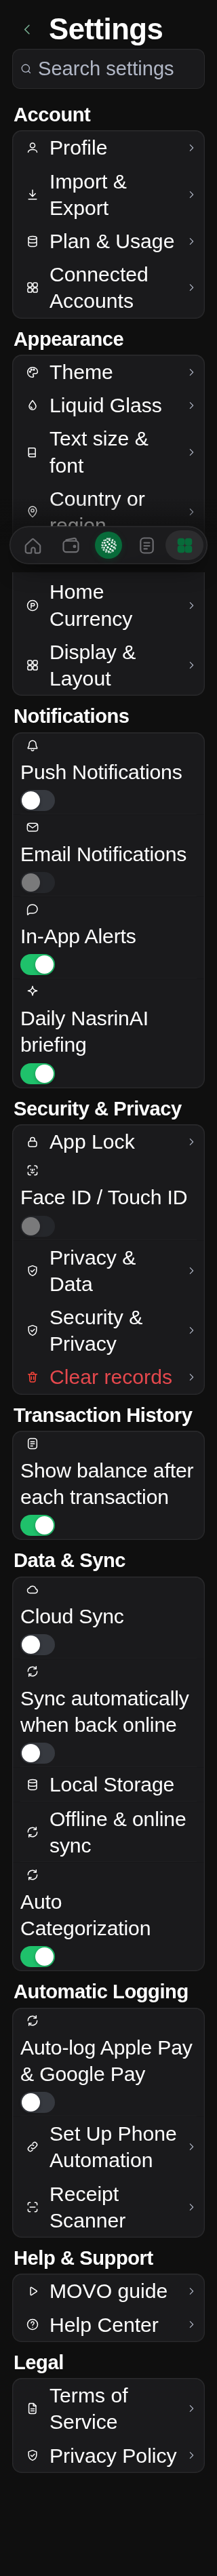 Settings
Search settings
Account
Profile
Import &
Export
Plan & Usage
Connected
Accounts
Appearance
Theme
Liquid Glass
Text size &
font
Country or
region
Home
Currency
Display &
Layout
Notifications
Push Notifications
Email Notifications
In-App Alerts
Daily NasrinAI
briefing
Security & Privacy
App Lock
Face ID / Touch ID
Privacy &
Data
Security &
Privacy
Clear records
Transaction History
Show balance after
each transaction
Data & Sync
Cloud Sync
Sync automatically
when back online
Local Storage
Offline & online
sync
Auto
Categorization
Automatic Logging
Auto-log Apple Pay
& Google Pay
Set Up Phone
Automation
Receipt
Scanner
Help & Support
MOVO guide
Help Center
Legal
Terms of
Service
Privacy Policy